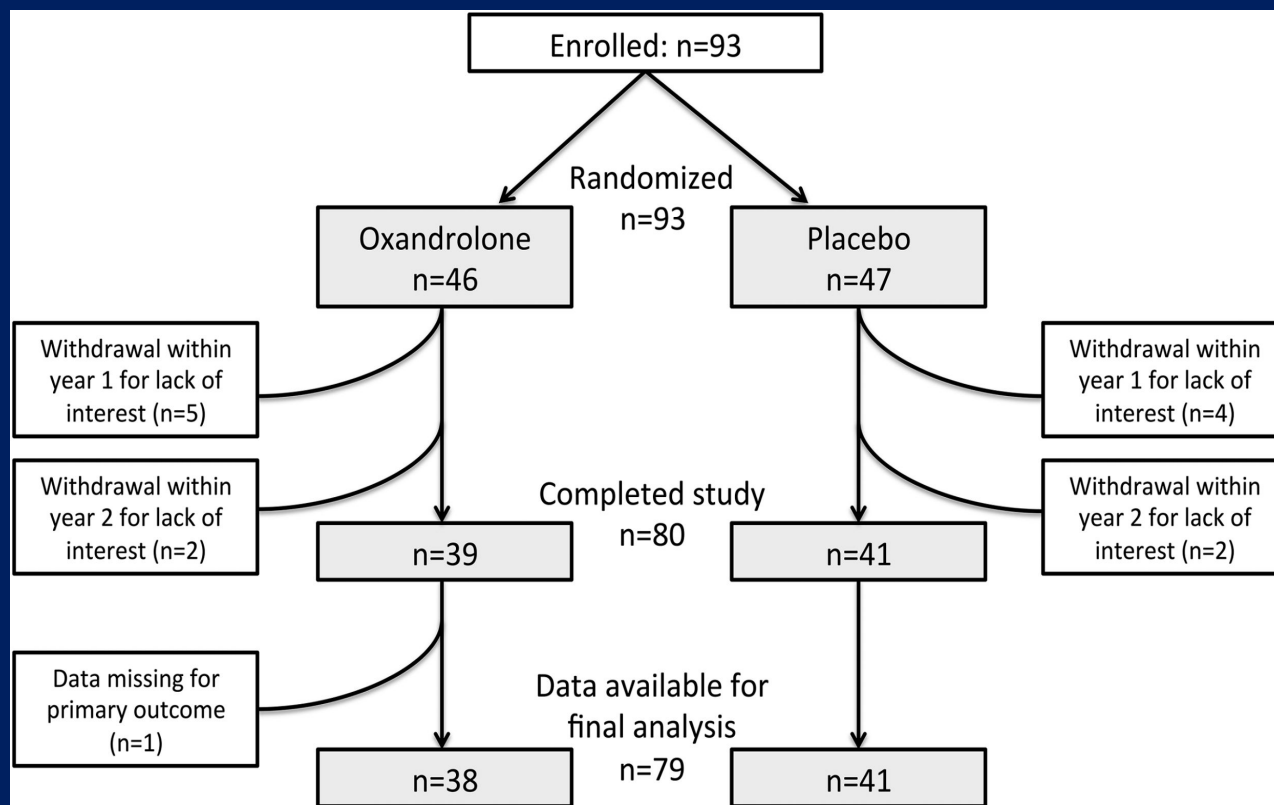 Enrolled: n=93
Randomized
n=93
Oxandrolone
n=46
Placebo
n=47
Withdrawal within
year 1 for lack of
interest (n=5)
Withdrawal within
year 1 for lack of
interest (n=4)
Withdrawal within
year 2 for lack of
interest (n=2)
Completed study
n=80
Withdrawal within
year 2 for lack of
interest (n=2)
n=39
n=41
Data missing for
primary outcome
(n=1)
Data available for
final analysis
n=79
n=38
n=41